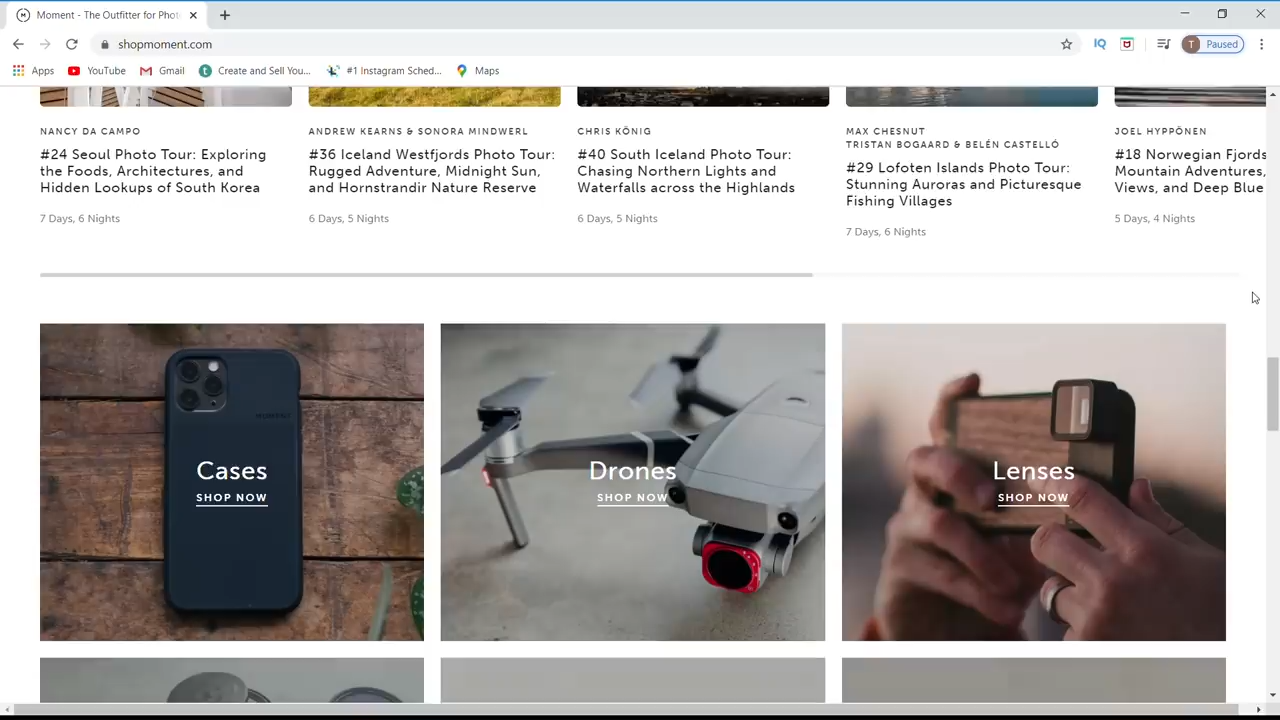 Moment - The Outfitter for Phot
shopmoment.com
T Paused
Apps
YouTube
Gmail
Create and Sell You...
#1 Instagram Sched...
Maps
NANCY DA CAMPO
#24 Seoul Photo Tour: Exploring
the Foods, Architectures, and
Hidden Lookups of South Korea
7 Days, 6 Nights
ANDREW KEARNS & SONORA MINDWERL
#36 Iceland Westfjords Photo Tour:
Rugged Adventure, Midnight Sun,
and Hornstrandir Nature Reserve
6 Days, 5 Nights
CHRIS KÖNIG
#40 South Iceland Photo Tour:
Chasing Northern Lights and
Waterfalls across the Highlands
6 Days, 5 Nights
MAX CHESNUT
TRISTAN BOGAARD & BELÉN CASTELLÓ
#29 Lofoten Islands Photo Tour:
Stunning Auroras and Picturesque
Fishing Villages
7 Days, 6 Nights
JOEL HYPPÖNEN
#18 Norwegian Fjords
Mountain Adventures,
Views, and Deep Blue
5 Days, 4 Nights
MOMENT
Cases
SHOP NOW
Drones
SHOP NOW
Lenses
SHOP NOW